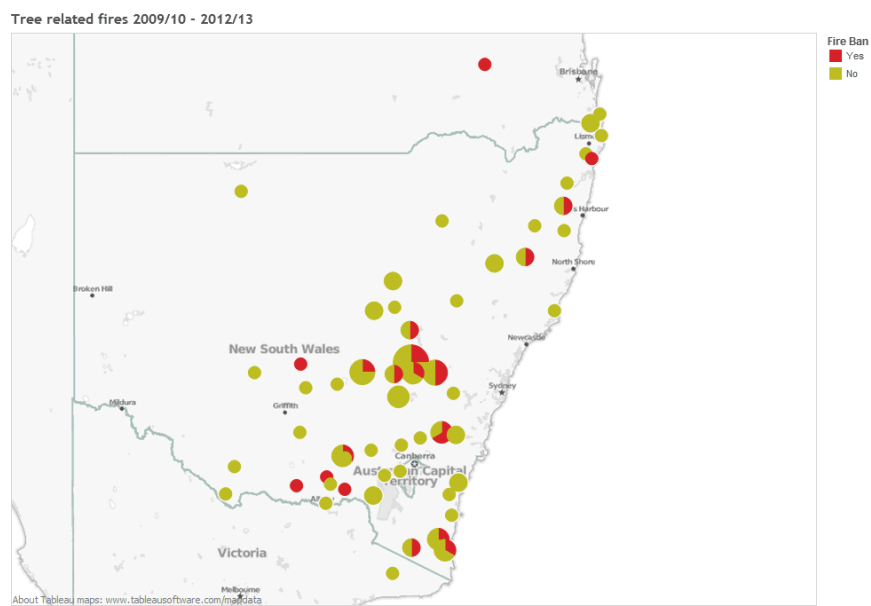 Tree related fires 2009/10 - 2012/13
Fire Ban
Yes
No
Brisbane
Lismo
s Harbour
North Shore
Broken Hill
Newcastle
New South Wales
Sydney
Mildura
Griffith
Canberra
Australian Capital
Territory
Victoria
Melbourne
About Tableau maps: www.tableausoftware.com/mapdata